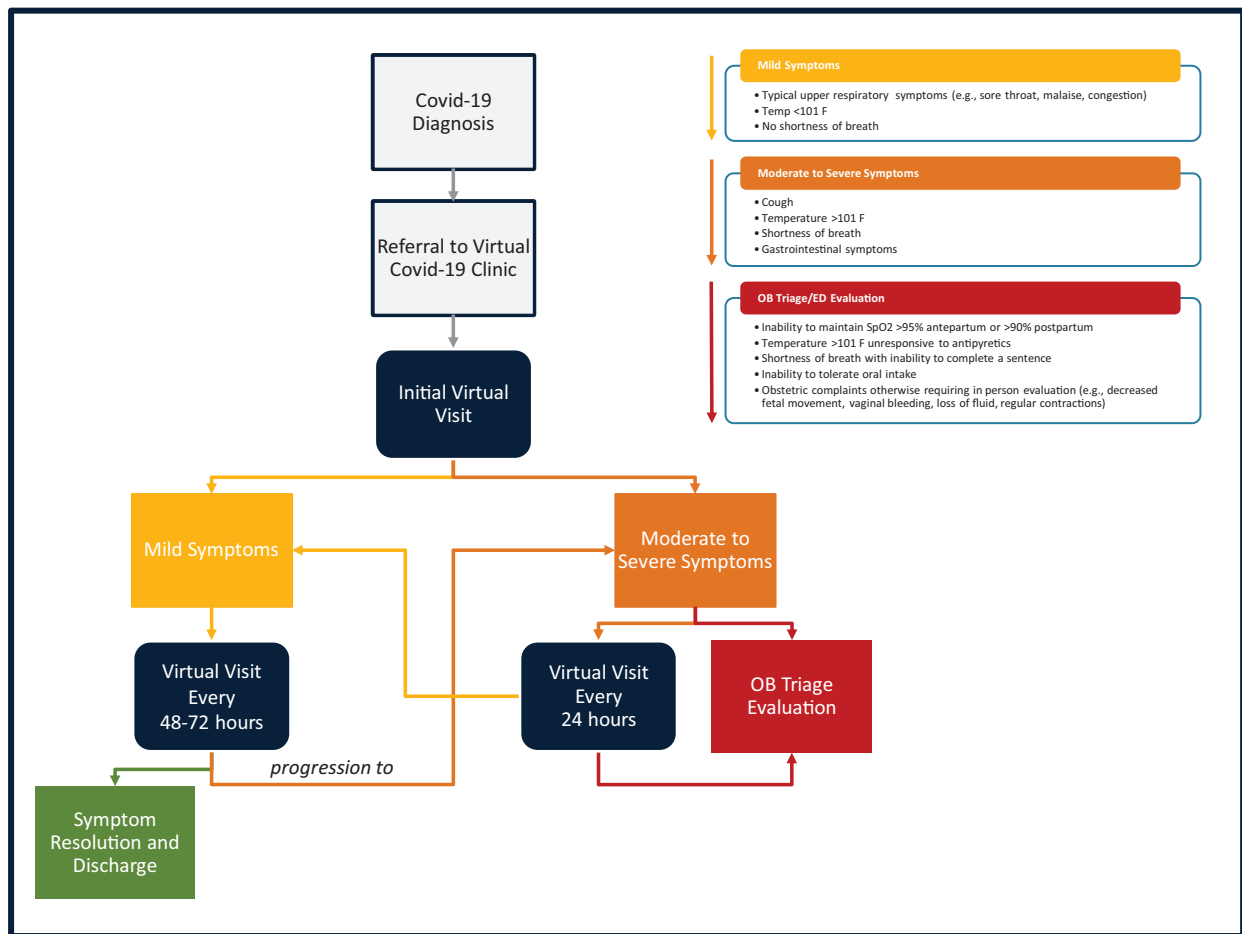 Covid-19
Diagnosis
Referral to Virtual
Covid-19 Clinic
Initial Virtual
Visit
Mild Symptoms
• Typical upper respiratory symptoms (e.g., sore throat, malaise, congestion)
• Temp <101 F
• No shortness of breath
Moderate to Severe Symptoms
• Cough
• Temperature >101 F
• Shortness of breath
• Gastrointestinal symptoms
OB Triage/ED Evaluation
• Inability to maintain SpO2 >95% antepartum or >90% postpartum
• Temperature >101 F unresponsive to antipyretics
• Shortness of breath with inability to complete a sentence
• Inability to tolerate oral intake
• Obstetric complaints otherwise requiring in person evaluation (e.g., decreased
fetal movement, vaginal bleeding, loss of fluid, regular contractions)
Mild Symptoms
Moderate to
Severe Symptoms
Virtual Visit
Every
48-72 hours
Virtual Visit
Every
24 hours
OB Triage
Evaluation
progression to
Symptom
Resolution and
Discharge